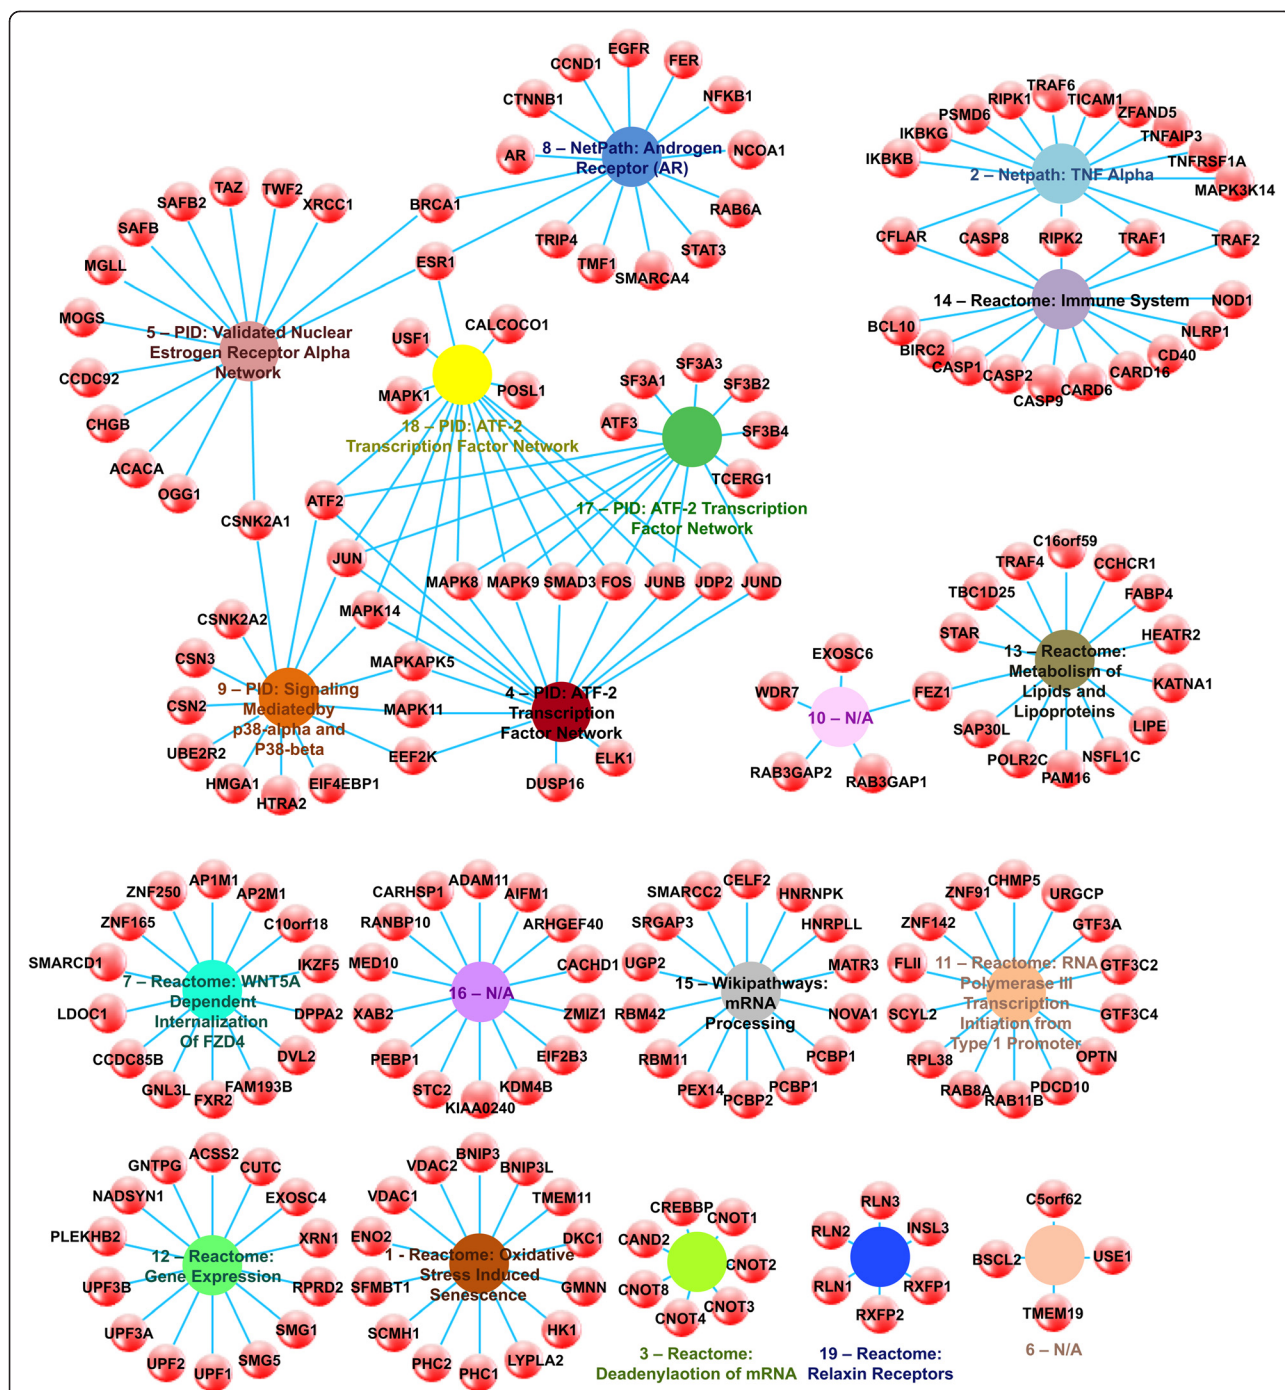 EGFR
CCND1
FER
CTNNB1
NFKB1
AR
8 – NetPath: Androgen
Receptor (AR)
NCOA1
BRCA1
RAB6A
TRIP4
STAT3
TMF1
SMARCA4
ESR1
TRAF6
RIPK1
TICAM1
PSMD6
ZFAND5
IKBKG
TNFAIP3
IKBKB
TNFRSF1A
2 – Netpath: TNF Alpha
MAPK3K14
CFLAR
CASP8
RIPK2
TRAF1
TRAF2
14 – Reactome: Immune System
NOD1
BCL10
NLRP1
BIRC2
CD40
CASP1
CARD16
CASP2
CARD6
CASP9
TAZ
TWF2
SAFB2
XRCC1
SAFB
MGLL
MOGS
5 – PID: Validated Nuclear
Estrogen Receptor Alpha
Network
CCDC92
CHGB
ACACA
OGG1
CSNK2A1
USF1
CALCOCO1
MAPK1
POSL1
18 – PID: ATF-2
Transcription Factor Network
SF3A3
SF3A1
SF3B2
ATF3
SF3B4
TCERG1
17 – PID: ATF-2 Transcription
Factor Network
ATF2
JUN
MAPK8
MAPK9
SMAD3
FOS
JUNB
JDP2
JUND
MAPK14
MAPKAPK5
MAPK11
EEF2K
CSNK2A2
CSN3
CSN2
9 – PID: Signaling
Mediatedby
p38-alpha and
P38-beta
UBE2R2
HMGA1
HTRA2
EIF4EBP1
4 – PID: ATF-2
Transcription
Factor Network
ELK1
DUSP16
EXOSC6
WDR7
FEZ1
10 – N/A
RAB3GAP2
RAB3GAP1
C16orf59
TRAF4
CCHCR1
TBC1D25
FABP4
STAR
HEATR2
13 – Reactome:
Metabolism of
Lipids and
Lipoproteins
KATNA1
SAP30L
LIPE
POLR2C
NSFL1C
PAM16
AP1M1
ZNF250
AP2M1
ZNF165
C10orf18
SMARCD1
IKZF5
7 – Reactome: WNT5A
Dependent
Internalization
Of FZD4
LDOC1
DPPA2
CCDC85B
DVL2
GNL3L
FAM193B
FXR2
ADAM11
CARHSP1
AIFM1
RANBP10
ARHGEF40
MED10
CACHD1
16 – N/A
XAB2
ZMIZ1
PEBP1
EIF2B3
STC2
KDM4B
KIAA0240
CELF2
SMARCC2
HNRNPK
SRGAP3
HNRPLL
UGP2
MATR3
15 – Wikipathways:
mRNA
Processing
RBM42
NOVA1
RBM11
PCBP1
PEX14
PCBP1
PCBP2
CHMP5
ZNF91
URGCP
ZNF142
GTF3A
FLII
GTF3C2
11 – Reactome: RNA
Polymerase III
Transcription
Initiation from
Type 1 Promoter
SCYL2
GTF3C4
RPL38
OPTN
RAB8A
PDCD10
RAB11B
ACSS2
GNTPG
CUTC
NADSYN1
EXOSC4
PLEKHB2
XRN1
12 – Reactome:
Gene Expression
UPF3B
RPRD2
UPF3A
SMG1
UPF2
SMG5
UPF1
BNIP3
VDAC2
BNIP3L
VDAC1
TMEM11
ENO2
DKC1
1 - Reactome: Oxidative
Stress Induced
Senescence
SFMBT1
GMNN
SCMH1
HK1
PHC2
LYPLA2
PHC1
CREBBP
CNOT1
CAND2
CNOT2
CNOT8
CNOT3
CNOT4
3 – Reactome:
Deadenylaotion of mRNA
RLN3
RLN2
INSL3
RLN1
RXFP1
RXFP2
19 – Reactome:
Relaxin Receptors
C5orf62
BSCL2
USE1
TMEM19
6 – N/A